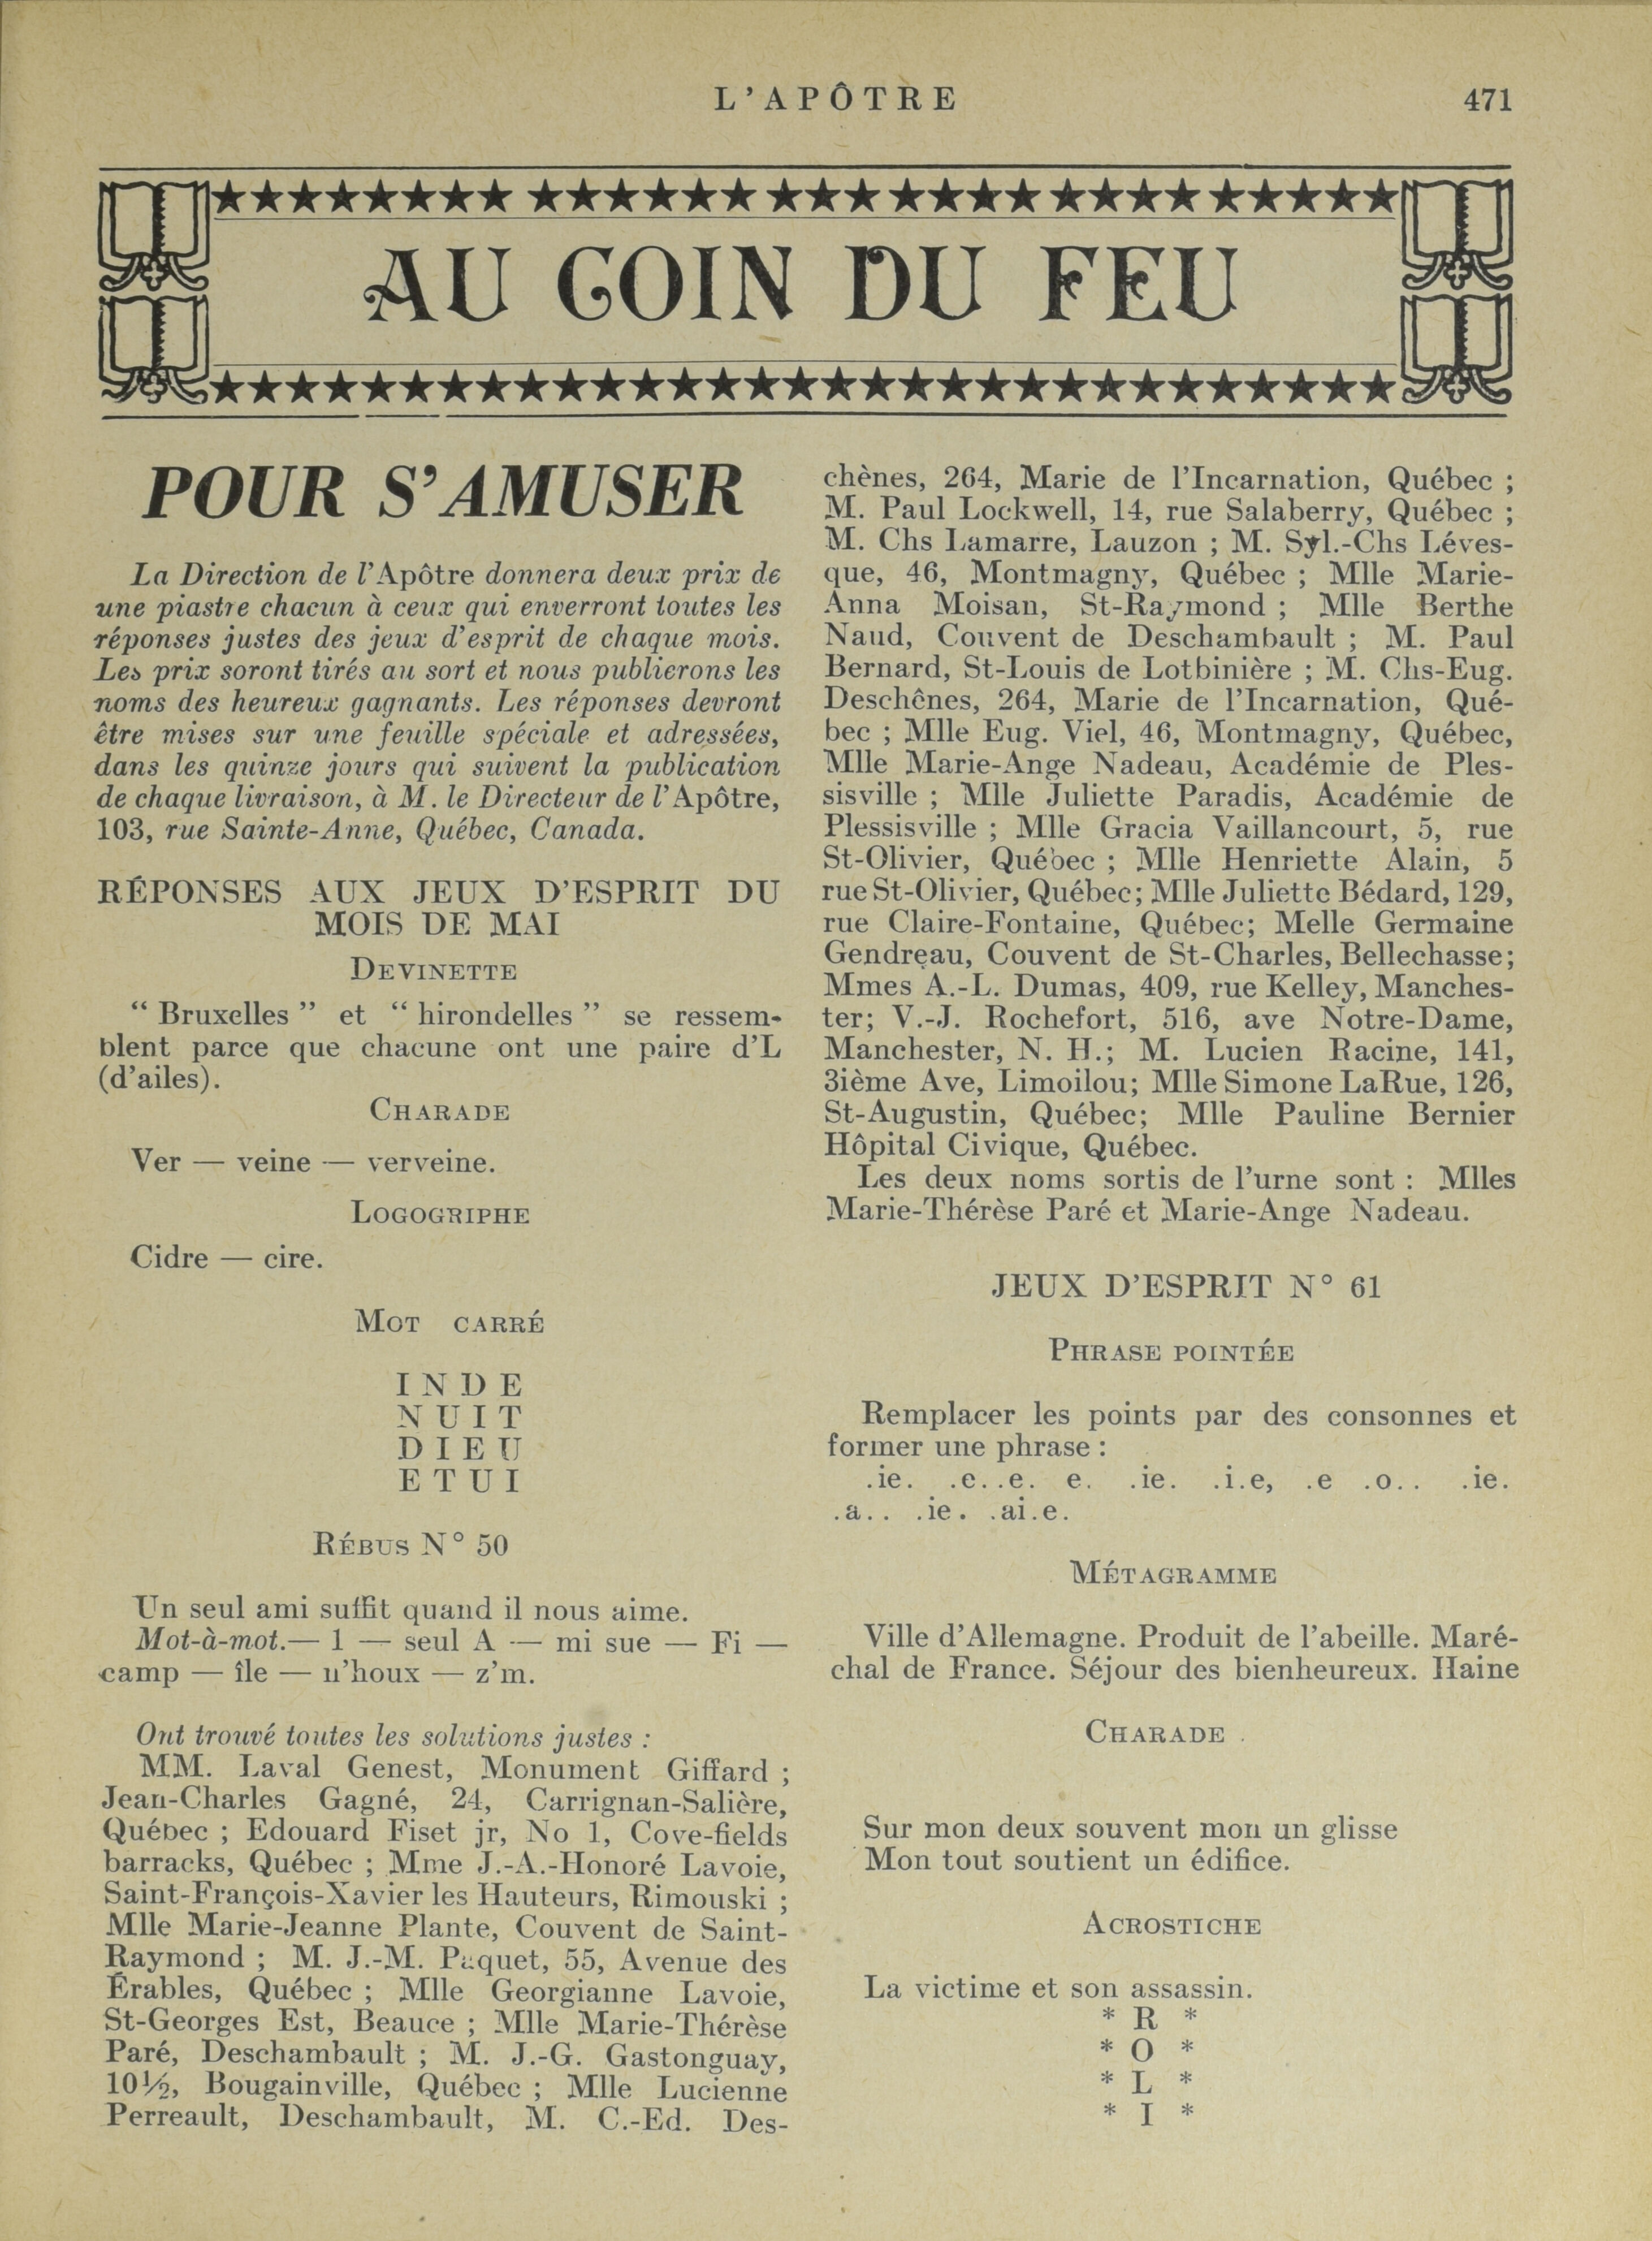 L'APÔTRE 471
AU COIN DU FEU
POUR S'AMUSER
La Direction de l'Apôtre donnera deux prix de
une piastre chacun à ceux qui enverront toutes les
réponses justes des jeux d'esprit de chaque mois.
Les prix soront tirés au sort et nous publierons les
noms des heureux gagnants. Les réponses devront
être mises sur une feuille spéciale et adressées,
dans les quinze jours qui suivent la publication
de chaque livraison, à M. le Directeur de l'Apôtre,
103, rue Sainte-Anne, Québec, Canada.
RÉPONSES AUX JEUX D'ESPRIT DU
MOIS DE MAI
DEVINETTE
“ Bruxelles ” et “ hirondelles ” se ressem-
blent parce que chacune ont une paire d'L
(d'ailes).
CHARADE
Ver — veine — verveine.
LOGOGRIPHE
Cidre — cire.
MOT CARRÉ
I N D E
N U I T
D I E U
E T U I
RÉBUS N° 50
Un seul ami suffit quand il nous aime.
Mot-à-mot.— 1 — seul A — mi sue — Fi —
camp — île — n'houx — z'm.
Ont trouvé toutes les solutions justes :
MM. Laval Genest, Monument Giffard ;
Jean-Charles Gagné, 24, Carrignan-Salière,
Québec ; Edouard Fiset jr, No 1, Cove-fields
barracks, Québec ; Mme J.-A.-Honoré Lavoie,
Saint-François-Xavier les Hauteurs, Rimouski ;
Mlle Marie-Jeanne Plante, Couvent de Saint-
Raymond ; M. J.-M. Paquet, 55, Avenue des
Érables, Québec ; Mlle Georgianne Lavoie,
St-Georges Est, Beauce ; Mlle Marie-Thérèse
Paré, Deschambault ; M. J.-G. Gastonguay,
10½, Bougainville, Québec ; Mlle Lucienne
Perreault, Deschambault, M. C.-Ed. Des-
chènes, 264, Marie de l'Incarnation, Québec ;
M. Paul Lockwell, 14, rue Salaberry, Québec ;
M. Chs Lamarre, Lauzon ; M. Syl.-Chs Léves-
que, 46, Montmagny, Québec ; Mlle Marie-
Anna Moisan, St-Raymond ; Mlle Berthe
Naud, Couvent de Deschambault ; M. Paul
Bernard, St-Louis de Lotbinière ; M. Chs-Eug.
Deschênes, 264, Marie de l'Incarnation, Qué-
bec ; Mlle Eug. Viel, 46, Montmagny, Québec,
Mlle Marie-Ange Nadeau, Académie de Ples-
sisville ; Mlle Juliette Paradis, Académie de
Plessisville ; Mlle Gracia Vaillancourt, 5, rue
St-Olivier, Québec ; Mlle Henriette Alain, 5
rue St-Olivier, Québec; Mlle Juliette Bédard, 129,
rue Claire-Fontaine, Québec; Melle Germaine
Gendreau, Couvent de St-Charles, Bellechasse;
Mmes A.-L. Dumas, 409, rue Kelley, Manches-
ter; V.-J. Rochefort, 516, ave Notre-Dame,
Manchester, N. H.; M. Lucien Racine, 141,
3ième Ave, Limoilou; Mlle Simone LaRue, 126,
St-Augustin, Québec; Mlle Pauline Bernier
Hôpital Civique, Québec.
Les deux noms sortis de l'urne sont : Mlles
Marie-Thérèse Paré et Marie-Ange Nadeau.
JEUX D'ESPRIT N° 61
PHRASE POINTÉE
Remplacer les points par des consonnes et
former une phrase :
.ie. .e..e. e. .ie. .i.e, .e .o.. .ie.
.a.. .ie. .ai.e.
MÉTAGRAMME
Ville d'Allemagne. Produit de l'abeille. Maré-
chal de France. Séjour des bienheureux. Haine
CHARADE
Sur mon deux souvent mon un glisse
Mon tout soutient un édifice.
ACROSTICHE
La victime et son assassin.
* R *
* O *
* L *
* I *